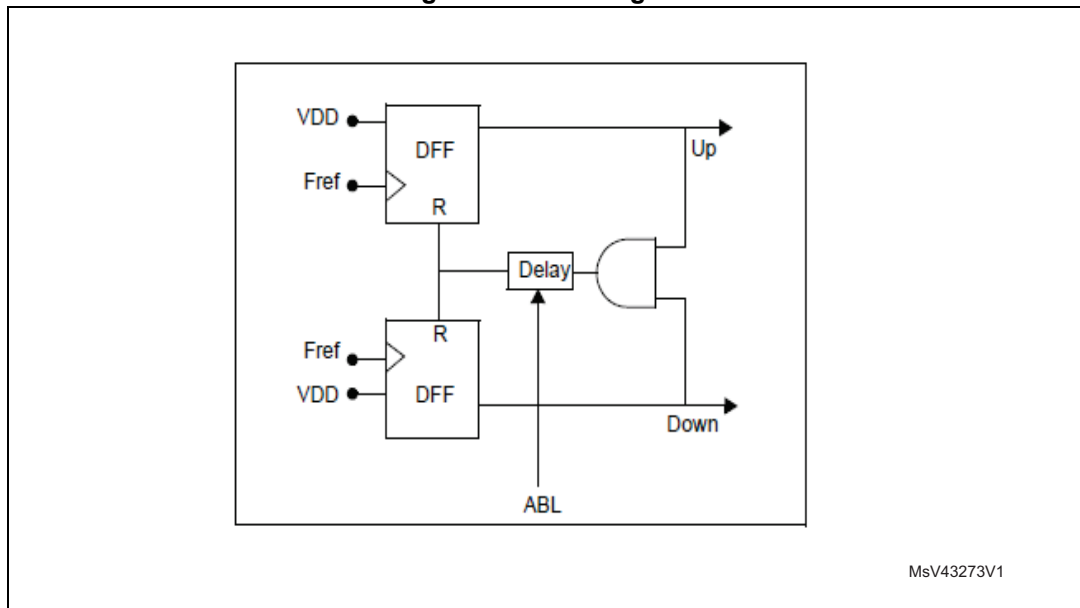 VDD
DFF
Up
Fref
R
Delay
R
Fref
VDD
DFF
Down
ABL
MsV43273V1